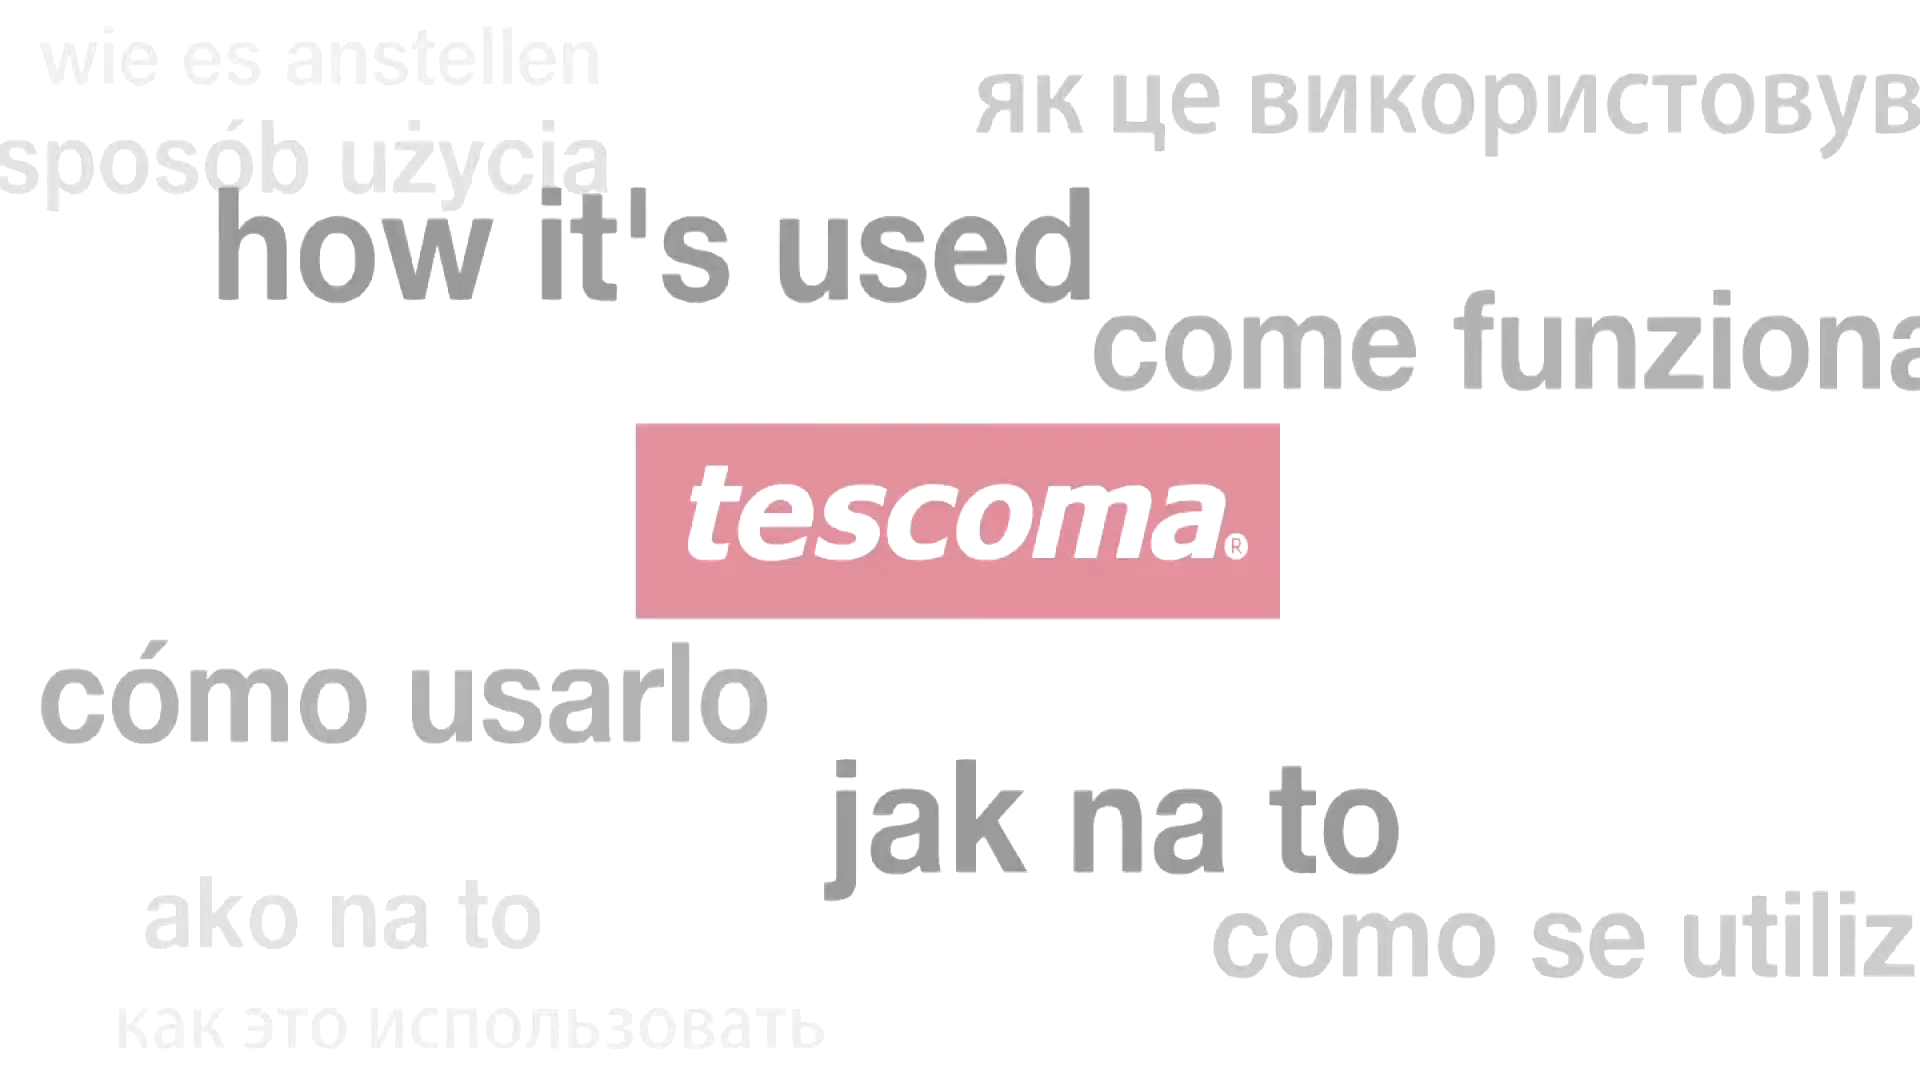 wie es anstellen
як це використовув
sposób użycia
how it's used
come funziona
tescoma.®
cómo usarlo
jak na to
ako na to
como se utiliz
как это использовать